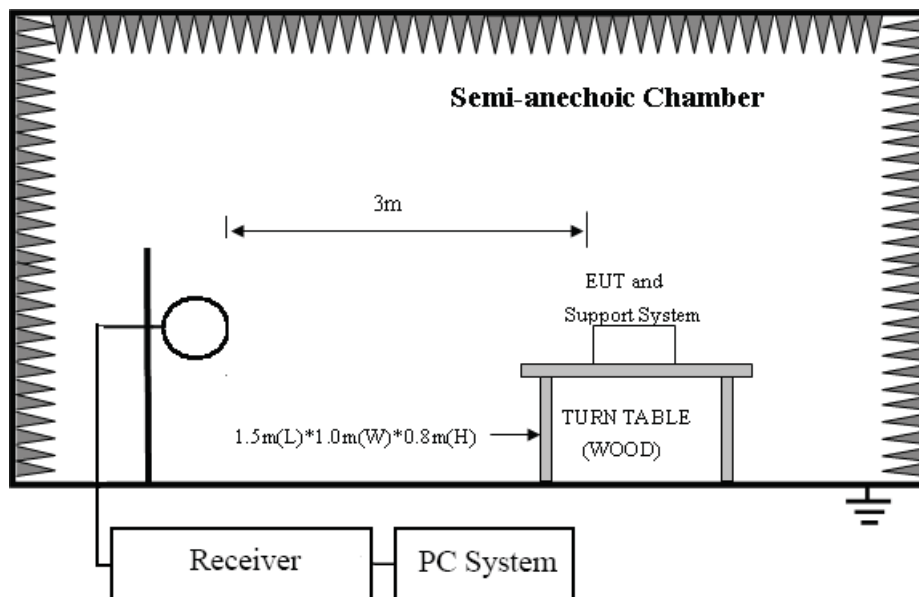 Semi-anechoic Chamber
3m
EUT and
Support System
1.5m(L)*1.0m(W)*0.8m(H)
TURN TABLE
(WOOD)
Receiver
PC System